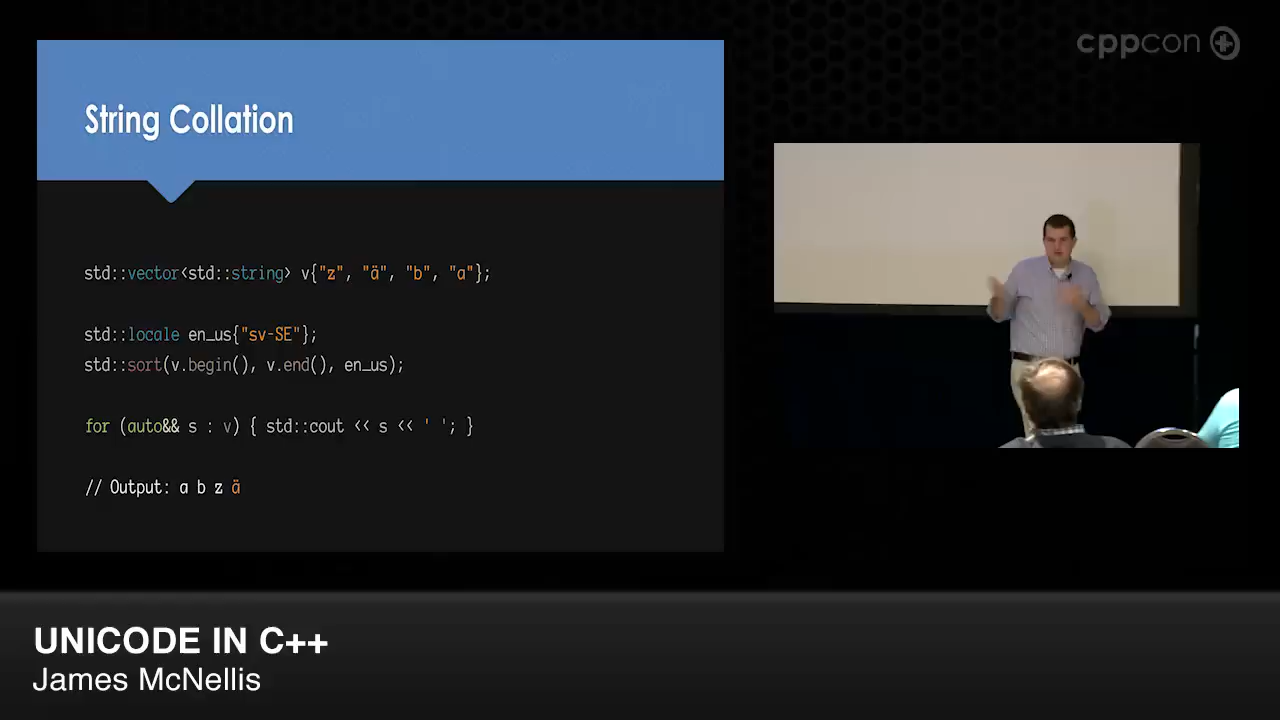 cppcon
String Collation
std::vector<std::string> v{"z", "ä", "b", "a"};
std::locale en_us{"sv-SE"};
std::sort(v.begin(), v.end(), en_us);
for (auto&& s : v) { std::cout << s << ' '; }
// Output: a b z ä
UNICODE IN C++
James McNellis